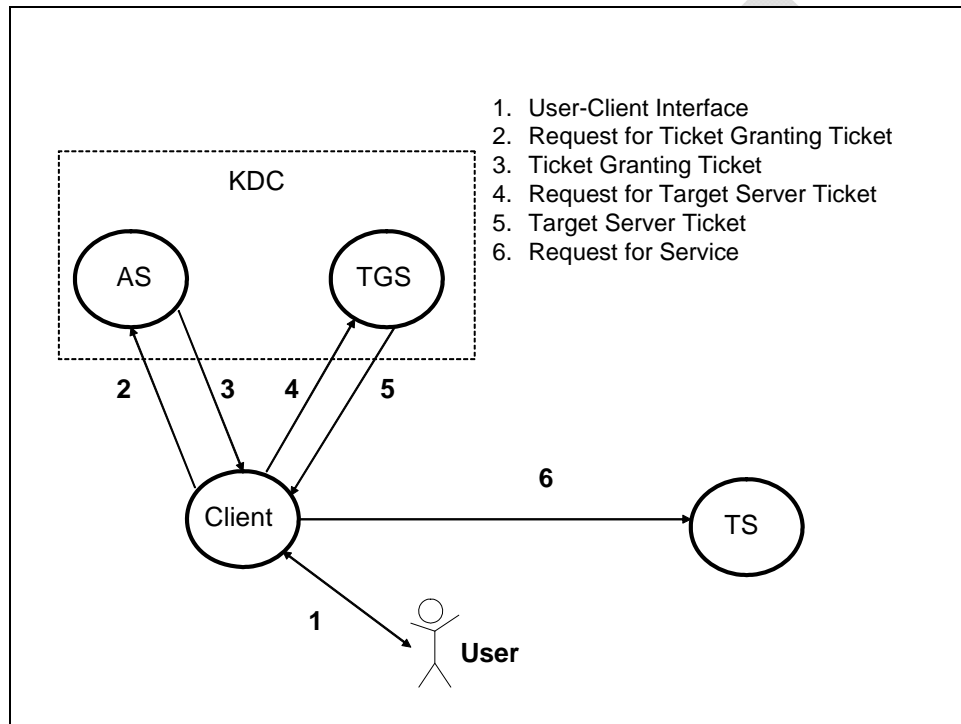 1. User-Client Interface
2. Request for Ticket Granting Ticket
3. Ticket Granting Ticket
4. Request for Target Server Ticket
5. Target Server Ticket
6. Request for Service
KDC
AS
TGS
2
3
4
5
6
Client
TS
1
User